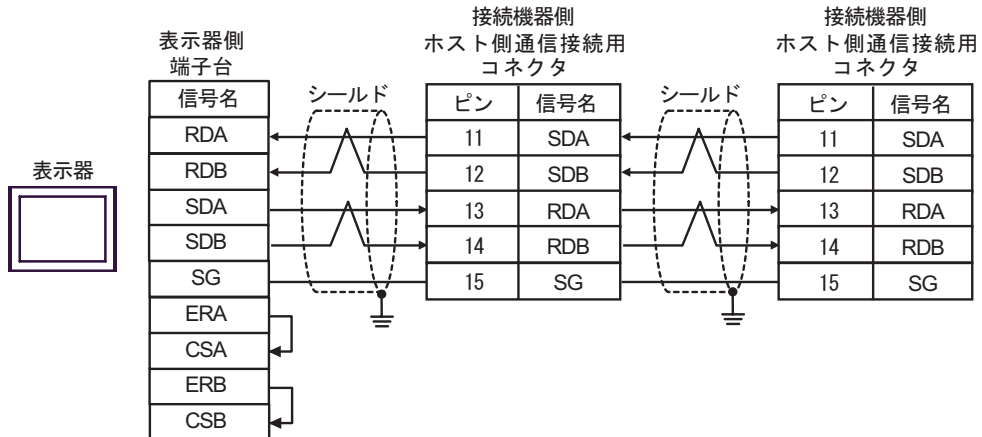 表示器
表示器側
端子台
信号名
RDA
RDB
SDA
SDB
SG
ERA
CSA
ERB
CSB
シールド
接続機器側
ホスト側通信接続用
コネクタ
ピン 信号名
11 SDA
12 SDB
13 RDA
14 RDB
15 SG
シールド
接続機器側
ホスト側通信接続用
コネクタ
ピン 信号名
11 SDA
12 SDB
13 RDA
14 RDB
15 SG